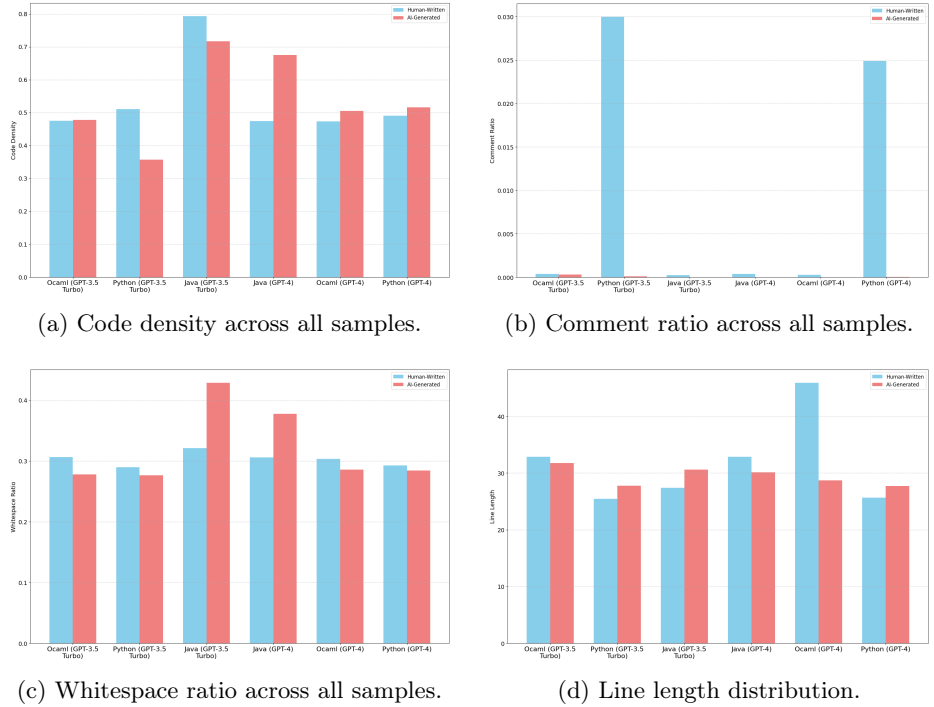 Human-Written
AI-Generated
0.8
0.7
0.6
0.5
0.4
0.3
0.2
0.1
0.0
Code Density
Ocaml (GPT-3.5 Turbo)
Python (GPT-3.5 Turbo)
Java (GPT-3.5 Turbo)
Java (GPT-4)
Ocaml (GPT-4)
Python (GPT-4)
(a) Code density across all samples.
Human-Written
AI-Generated
0.030
0.025
0.020
0.015
0.010
0.005
0.000
Comment Ratio
Ocaml (GPT-3.5 Turbo)
Python (GPT-3.5 Turbo)
Java (GPT-3.5 Turbo)
Java (GPT-4)
Ocaml (GPT-4)
Python (GPT-4)
(b) Comment ratio across all samples.
Human-Written
AI-Generated
0.4
0.3
0.2
0.1
0.0
Whitespace Ratio
Ocaml (GPT-3.5 Turbo)
Python (GPT-3.5 Turbo)
Java (GPT-3.5 Turbo)
Java (GPT-4)
Ocaml (GPT-4)
Python (GPT-4)
(c) Whitespace ratio across all samples.
Human-Written
AI-Generated
40
30
20
10
0
Line Length
Ocaml (GPT-3.5 Turbo)
Python (GPT-3.5 Turbo)
Java (GPT-3.5 Turbo)
Java (GPT-4)
Ocaml (GPT-4)
Python (GPT-4)
(d) Line length distribution.